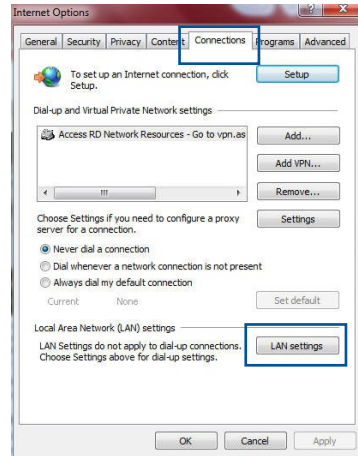 Internet Options
General Security Privacy Content Connections Programs Advanced
To set up an Internet connection, click
Setup.
Setup
Dial-up and Virtual Private Network settings
Access RD Network Resources - Go to vpn.as
Add...
Add VPN...
Remove...
Choose Settings if you need to configure a proxy
server for a connection.
Settings
Never dial a connection
Dial whenever a network connection is not present
Always dial my default connection
Current None
Set default
Local Area Network (LAN) settings
LAN Settings do not apply to dial-up connections.
Choose Settings above for dial-up settings.
LAN settings
OK Cancel Apply